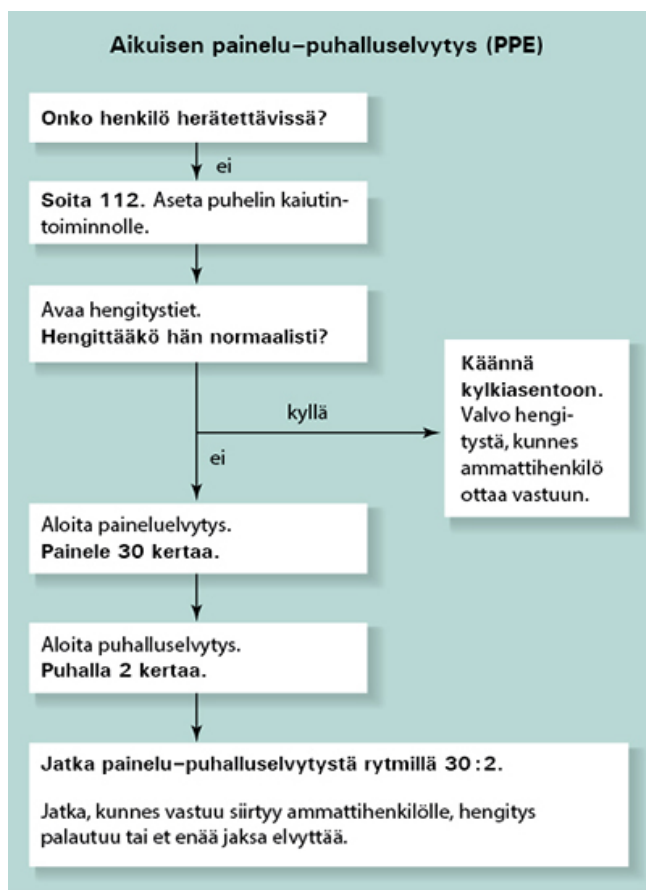 Aikuisen painelu–puhalluselvytys (PPE)
Onko henkilö herätettävissä?
ei
Soita 112. Aseta puhelin kaiutin-
toiminnolle.
Avaa hengitystiet.
Hengittääkö hän normaalisti?
kyllä
Käännä
kylkiasentoon.
Valvo hengi-
tystä, kunnes
ammattihenkilö
ottaa vastuun.
ei
Aloita paineluelvytys.
Painele 30 kertaa.
Aloita puhalluselvytys.
Puhalla 2 kertaa.
Jatka painelu–puhalluselvytystä rytmillä 30:2.
Jatka, kunnes vastuu siirtyy ammattihenkilölle, hengitys
palautuu tai et enää jaksa elvyttää.